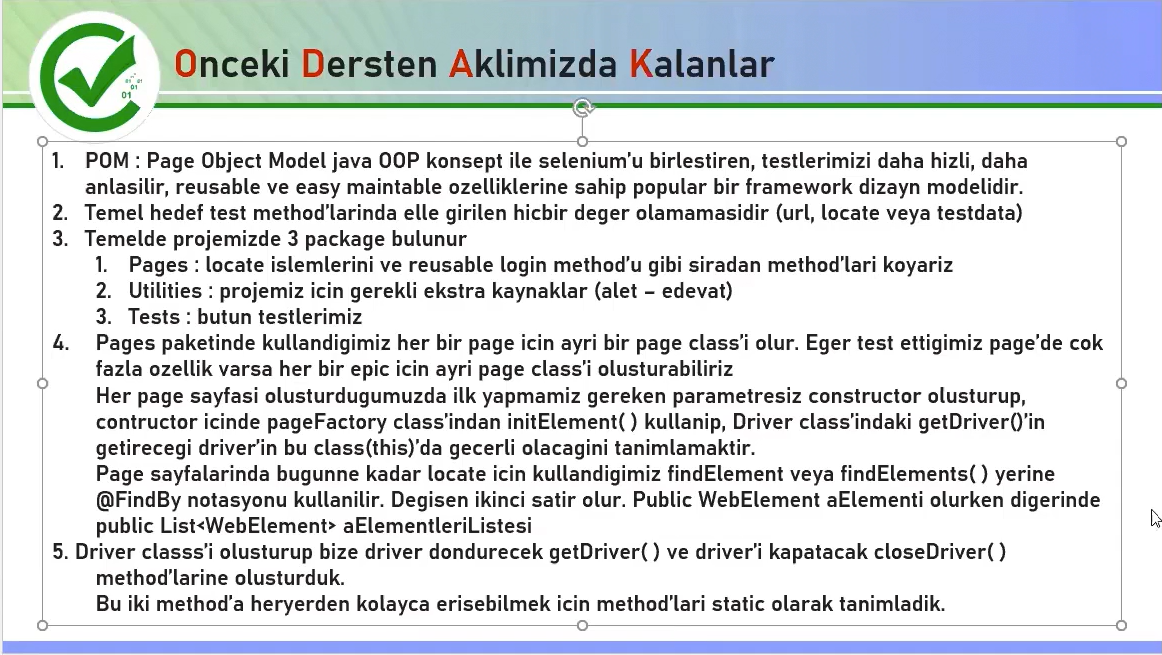 Onceki Dersten Aklimizda Kalanlar
1. POM : Page Object Model java OOP konsept ile selenium'u birlestiren, testlerimizi daha hizli, daha
anlasilir, reusable ve easy maintable ozelliklerine sahip popular bir framework dizayn modelidir.
2. Temel hedef test method'larinda elle girilen hicbir deger olamamasidir (url, locate veya testdata)
3. Temelde projemizde 3 package bulunur
1. Pages : locate islemlerini ve reusable login method'u gibi siradan method'lari koyariz
2. Utilities : projemiz icin gerekli ekstra kaynaklar (alet – edevat)
3. Tests : butun testlerimiz
4. Pages paketinde kullandigimiz her bir page icin ayri bir page class'i olur. Eger test ettigimiz page'de cok
fazla ozellik varsa her bir epic icin ayri page class'i olusturabiliriz
Her page sayfasi olusturdugumuzda ilk yapmamiz gereken parametresiz constructor olusturup,
contructor icinde pageFactory class'indan initElement( ) kullanip, Driver class'indaki getDriver()'in
getirecegi driver'in bu class(this)'da gecerli olacagini tanimlamaktir.
Page sayfalarinda bugunne kadar locate icin kullandigimiz findElement veya findElements( ) yerine
@FindBy notasyonu kullanilir. Degisen ikinci satir olur. Public WebElement aElementi olurken digerinde
public List<WebElement> aElementleriListesi
5. Driver classs'i olusturup bize driver dondurecek getDriver( ) ve driver'i kapatacak closeDriver( )
method'larine olusturduk.
Bu iki method'a heryerden kolayca erisebilmek icin method'lari static olarak tanimladik.